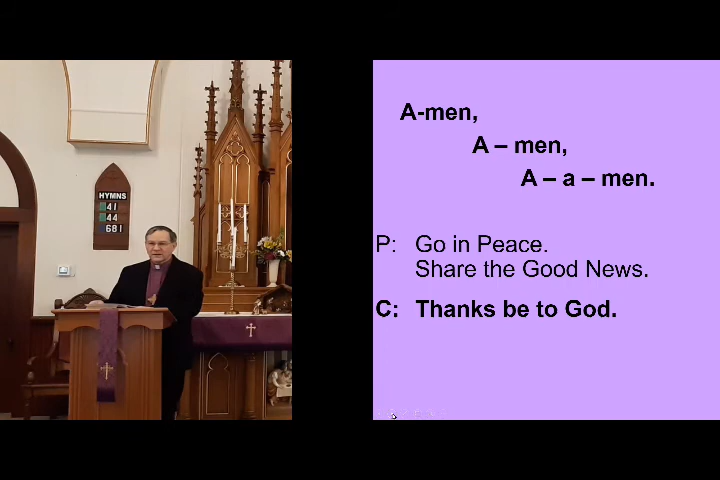 HYMNS
41
44
681
A-men,
A – men,
A – a – men.
P: Go in Peace.
Share the Good News.
C: Thanks be to God.